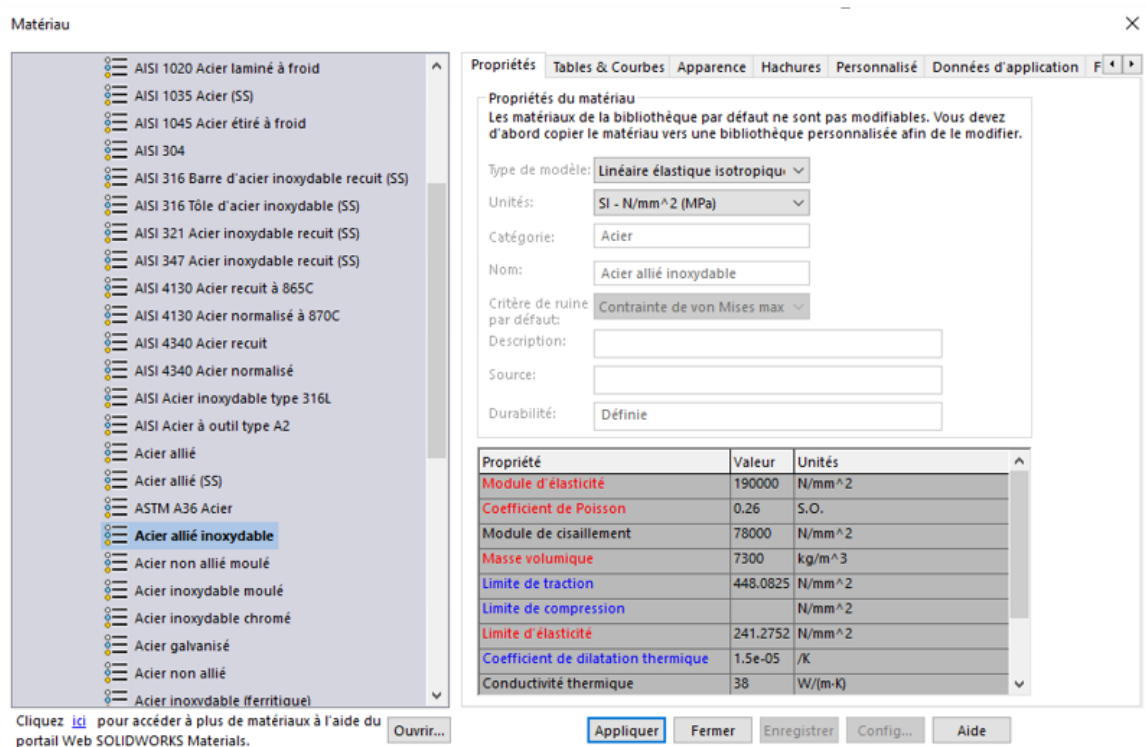 Matériau
AISI 1020 Acier laminé à froid
AISI 1035 Acier (SS)
AISI 1045 Acier étiré à froid
AISI 304
AISI 316 Barre d'acier inoxydable recuit (SS)
AISI 316 Tôle d'acier inoxydable (SS)
AISI 321 Acier inoxydable recuit (SS)
AISI 347 Acier inoxydable recuit (SS)
AISI 4130 Acier recuit à 865C
AISI 4130 Acier normalisé à 870C
AISI 4340 Acier recuit
AISI 4340 Acier normalisé
AISI Acier inoxydable type 316L
AISI Acier à outil type A2
Acier allié
Acier allié (SS)
ASTM A36 Acier
Acier allié inoxydable
Acier non allié moulé
Acier inoxydable moulé
Acier inoxydable chromé
Acier galvanisé
Acier non allié
Acier inoxydable (ferritique)
Cliquez ici pour accéder à plus de matériaux à l'aide du
portail Web SOLIDWORKS Materials.
Ouvrir...
Propriétés Tables & Courbes Apparence Hachures Personnalisé Données d'application F
Propriétés du matériau
Les matériaux de la bibliothèque par défaut ne sont pas modifiables. Vous devez
d'abord copier le matériau vers une bibliothèque personnalisée afin de le modifier.
Type de modèle: Linéaire élastique isotropiqu
Unités: SI - N/mm^2 (MPa)
Catégorie: Acier
Nom: Acier allié inoxydable
Critère de ruine
par défaut: Contrainte de von Mises max
Description:
Source:
Durabilité: Définie
Propriété Valeur Unités
Module d'élasticité 190000 N/mm^2
Coefficient de Poisson 0.26 S.O.
Module de cisaillement 78000 N/mm^2
Masse volumique 7300 kg/m^3
Limite de traction 448.0825 N/mm^2
Limite de compression N/mm^2
Limite d'élasticité 241.2752 N/mm^2
Coefficient de dilatation thermique 1.5e-05 /K
Conductivité thermique 38 W/(m·K)
Appliquer Fermer Enregistrer Config... Aide